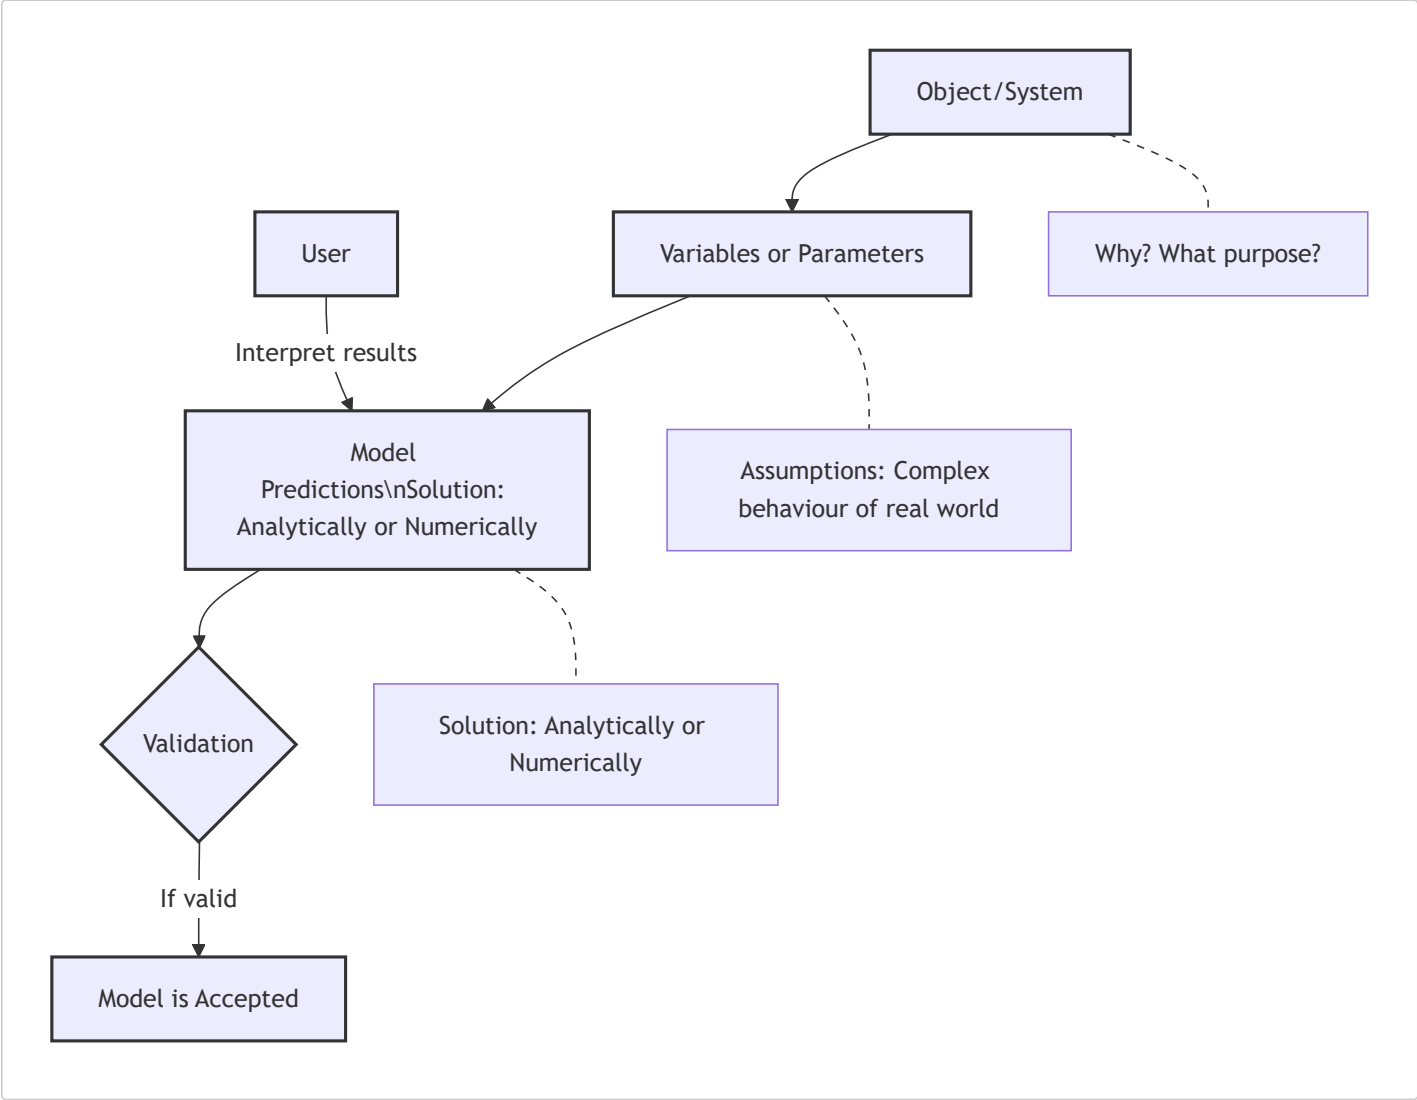 Object/System
User
Variables or Parameters
Why? What purpose?
Interpret results
Model
Predictions\nSolution:
Analytically or Numerically
Assumptions: Complex
behaviour of real world
Validation
Solution: Analytically or
Numerically
If valid
Model is Accepted